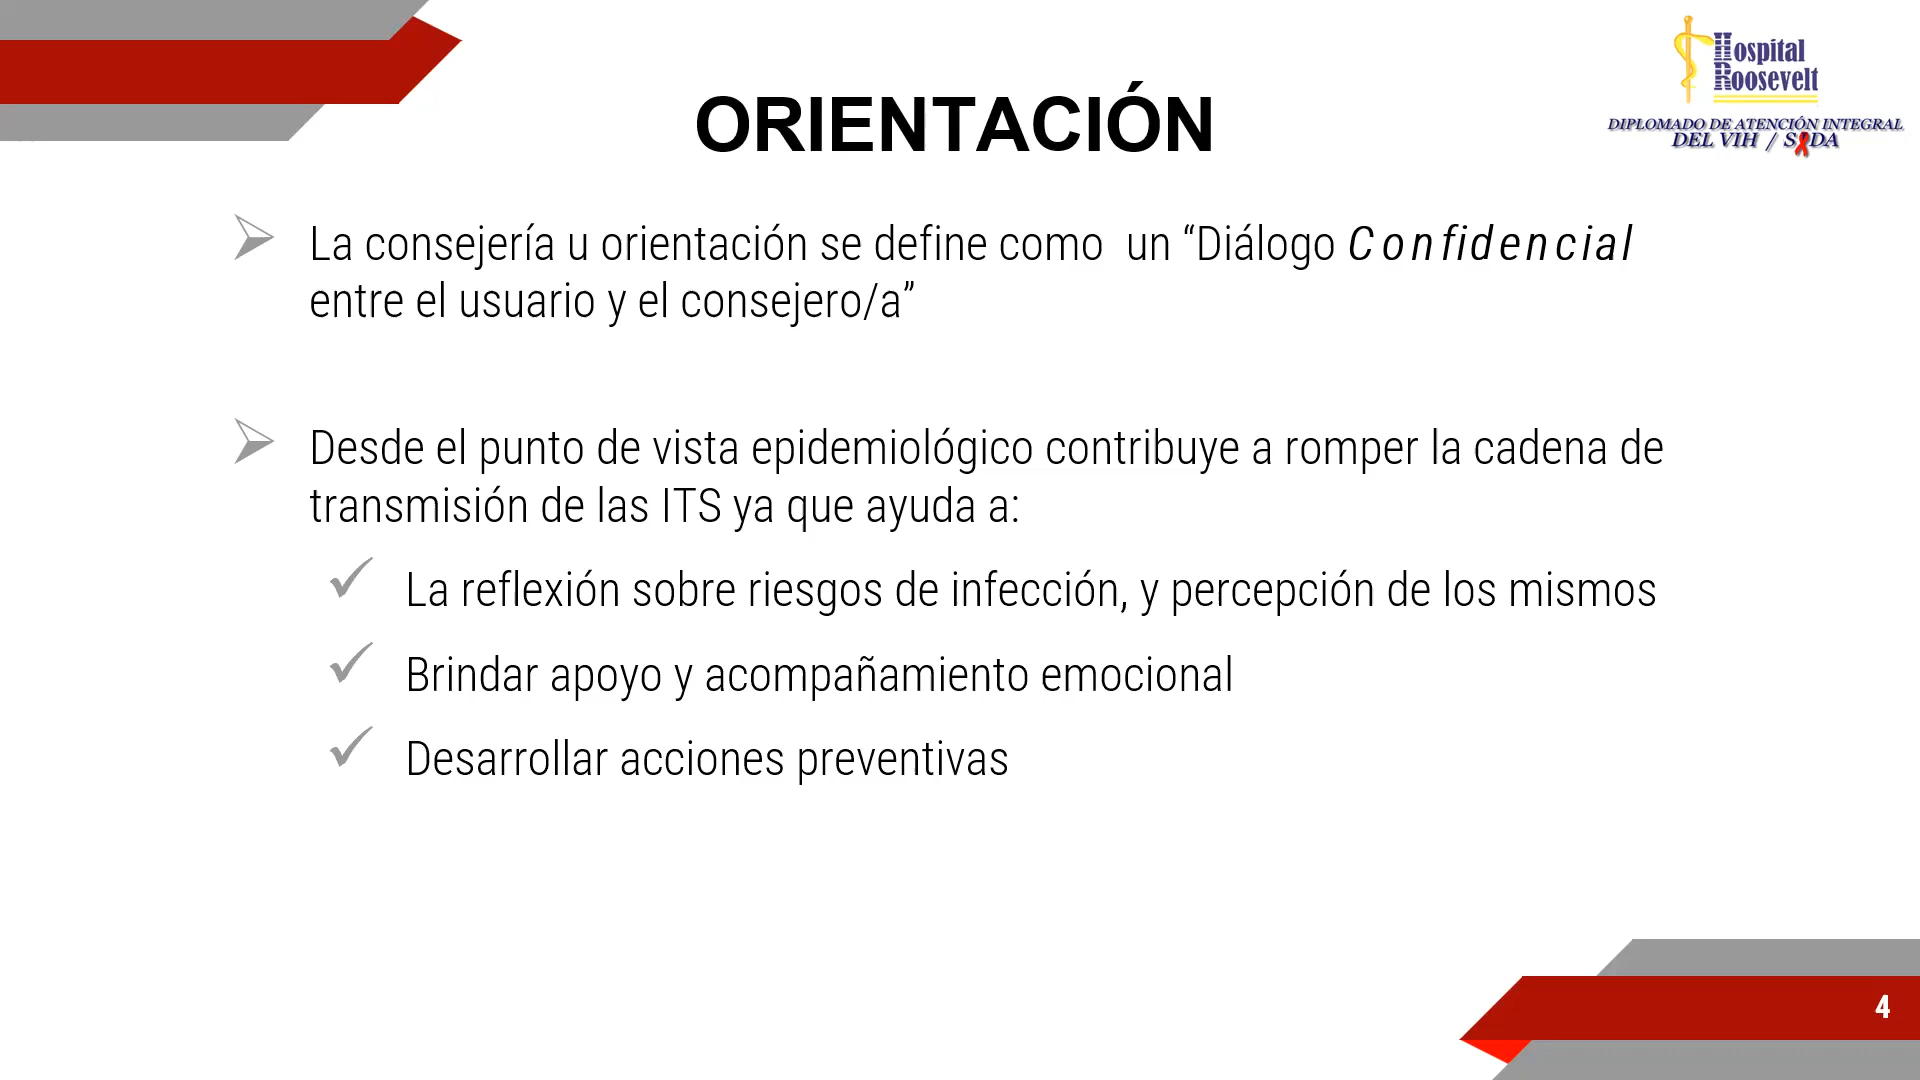 Hospital
Roosevelt
DIPLOMADO DE ATENCIÓN INTEGRAL
DEL VIH / SIDA
ORIENTACIÓN
La consejería u orientación se define como  un “Diálogo Confidencial
entre el usuario y el consejero/a”
Desde el punto de vista epidemiológico contribuye a romper la cadena de
transmisión de las ITS ya que ayuda a:
La reflexión sobre riesgos de infección, y percepción de los mismos
Brindar apoyo y acompañamiento emocional
Desarrollar acciones preventivas
4